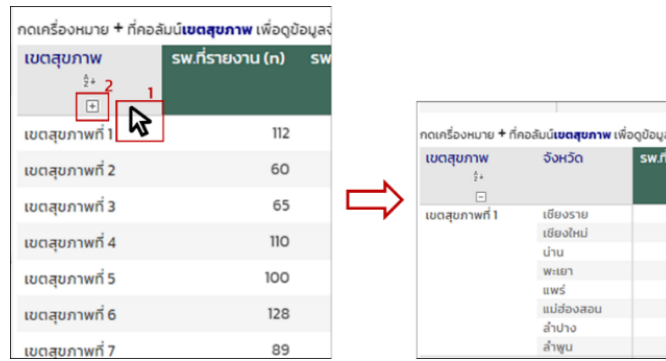 กดเครื่องหมาย + ที่คอลัมน์เขตสุขภาพ เพื่อดูข้อมูลจั
เขตสุขภาพ รพ.ที่รายงาน (n) รพ
2 1
เขตสุขภาพที่ 1 112
เขตสุขภาพที่ 2 60
เขตสุขภาพที่ 3 65
เขตสุขภาพที่ 4 110
เขตสุขภาพที่ 5 100
เขตสุขภาพที่ 6 128
เขตสุขภาพที่ 7 89
กดเครื่องหมาย + ที่คอลัมน์เขตสุขภาพ เพื่อดูข้อมูล
เขตสุขภาพ จังหวัด รพ.ที่
เขตสุขภาพที่ 1 เชียงราย
เชียงใหม่
น่าน
พะเยา
แพร่
แม่ฮ่องสอน
ลำปาง
ลำพูน